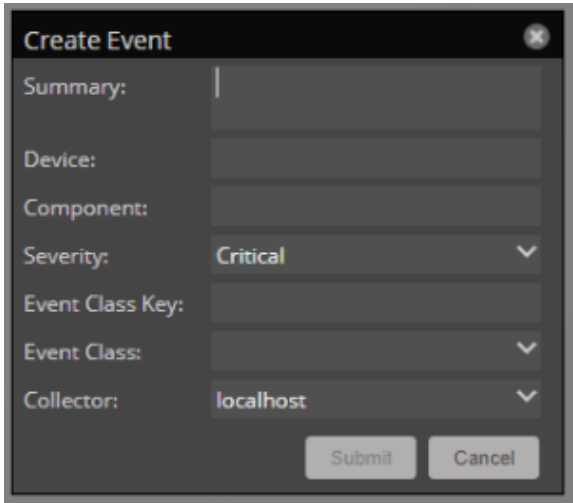 Create Event
Summary:
Device:
Component:
Severity: Critical
Event Class Key:
Event Class:
Collector: localhost
Submit Cancel